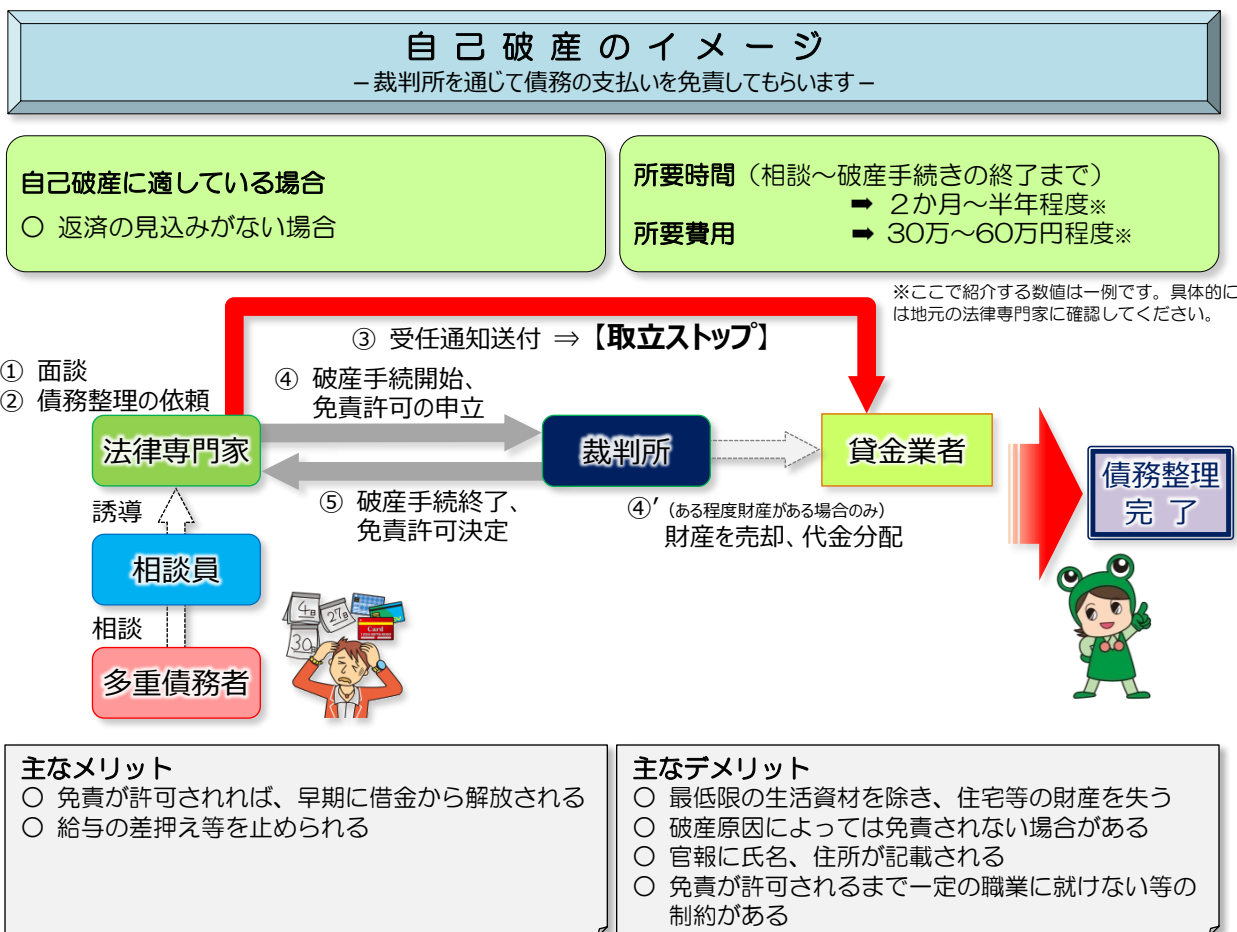 自己破産のイメージ
－裁判所を通じて債務の支払いを免責してもらいます－
自己破産に適している場合
○ 返済の見込みがない場合
所要時間（相談～破産手続きの終了まで）
➡ ２か月～半年程度※
所要費用 ➡ 30万～60万円程度※
※ここで紹介する数値は一例です。具体的に
は地元の法律専門家に確認してください。
③ 受任通知送付 ⇒【取立ストップ】
① 面談
② 債務整理の依頼
④ 破産手続開始、
免責許可の申立
法律専門家
裁判所
貸金業者
債務整理
完了
⑤ 破産手続終了、
免責許可決定
④’（ある程度財産がある場合のみ）
財産を売却、代金分配
誘導
相談員
相談
多重債務者
4日
27日
30日
Card
主なメリット
○ 免責が許可されれば、早期に借金から解放される
○ 給与の差押え等を止められる
主なデメリット
○ 最低限の生活資材を除き、住宅等の財産を失う
○ 破産原因によっては免責されない場合がある
○ 官報に氏名、住所が記載される
○ 免責が許可されるまで一定の職業に就けない等の
制約がある